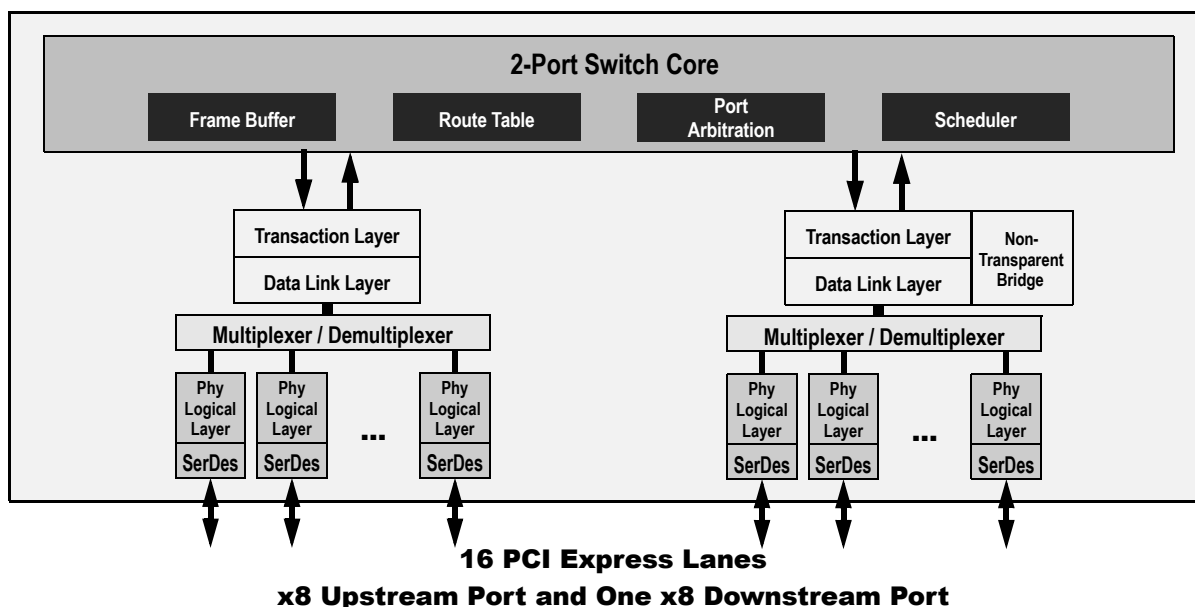 2-Port Switch Core
Frame Buffer
Route Table
Port
Arbitration
Scheduler
Transaction Layer
Data Link Layer
Multiplexer / Demultiplexer
Phy
Logical
Layer
SerDes
Phy
Logical
Layer
SerDes
...
Phy
Logical
Layer
SerDes
Transaction Layer
Data Link Layer
Non-
Transparent
Bridge
Multiplexer / Demultiplexer
Phy
Logical
Layer
SerDes
Phy
Logical
Layer
SerDes
...
Phy
Logical
Layer
SerDes
16 PCI Express Lanes
x8 Upstream Port and One x8 Downstream Port